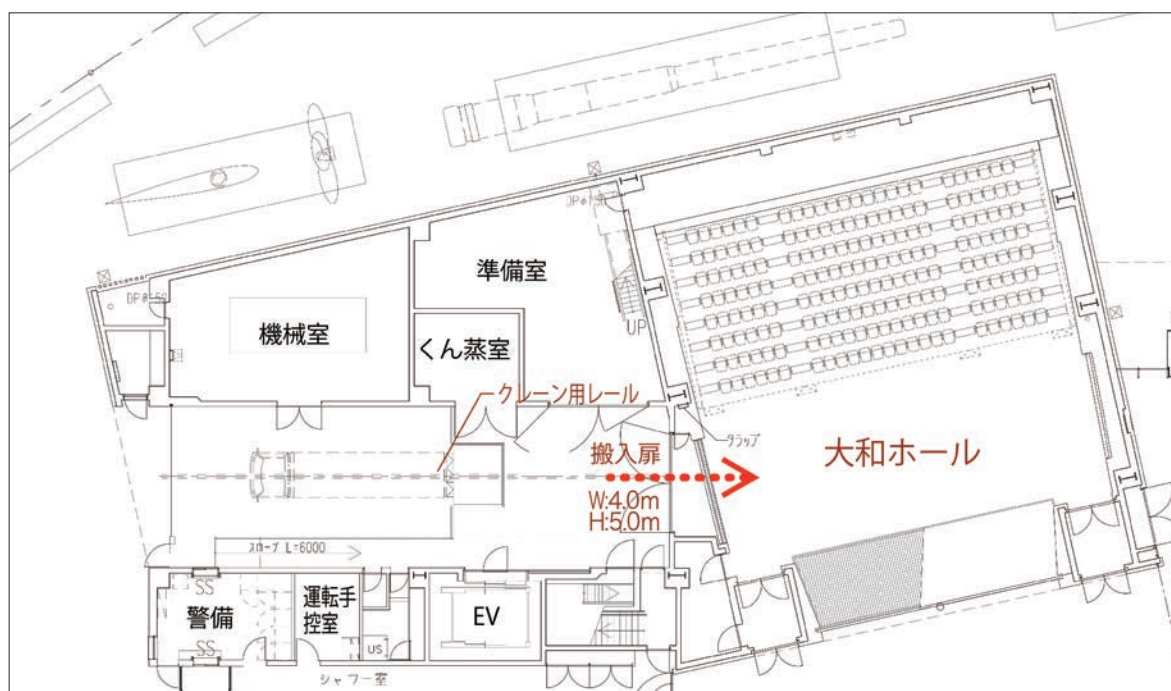 DPφ150
準備室
DPφ150
機械室
くん蒸室
UP
クレーン用レール
タラップ
搬入扉
大和ホール
W:4.0m
H:5.0m
スロープ L=6000
SS
警備
SS
運転手
控室
US
EV
シャワー室